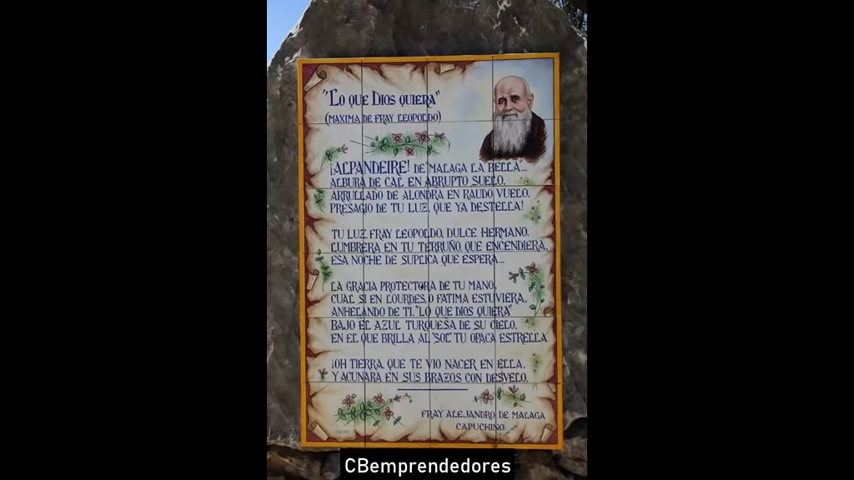 "LO QUE DIOS QUIERA"
(MAXIMA DE FRAY LEOPOLDO)
¡ALPANDEIRE! DE MALAGA LA BELLA...
ALBURA DE CAL EN ABRUPTO SUELO,
ARRULLADO DE ALONDRA EN RAUDO VUELO.
PRESAGIO DE TU LUZ, QUE YA DESTELLA!
TU LUZ, FRAY LEOPOLDO, DULCE HERMANO.
LUMBRERA EN TU TERRUÑO, QUE ENCENDIERA,
ESA NOCHE DE SUPLICA QUE ESPERA...
LA GRACIA PROTECTORA DE TU MANO,
CUAL SI EN LOURDES, O FATIMA ESTUVIERA,
ANHELANDO DE TI, "LO QUE DIOS QUIERA"
BAJO EL AZUL TURQUESA DE SU CIELO,
EN EL QUE BRILLA AL "SOL" TU OPACA ESTRELLA.
¡OH TIERRA, QUE TE VIO NACER EN ELLA,
Y ACUNARA EN SUS BRAZOS CON DESVELO.
FRAY ALEJANDRO DE MALAGA
CAPUCHINO
CBemprendedores